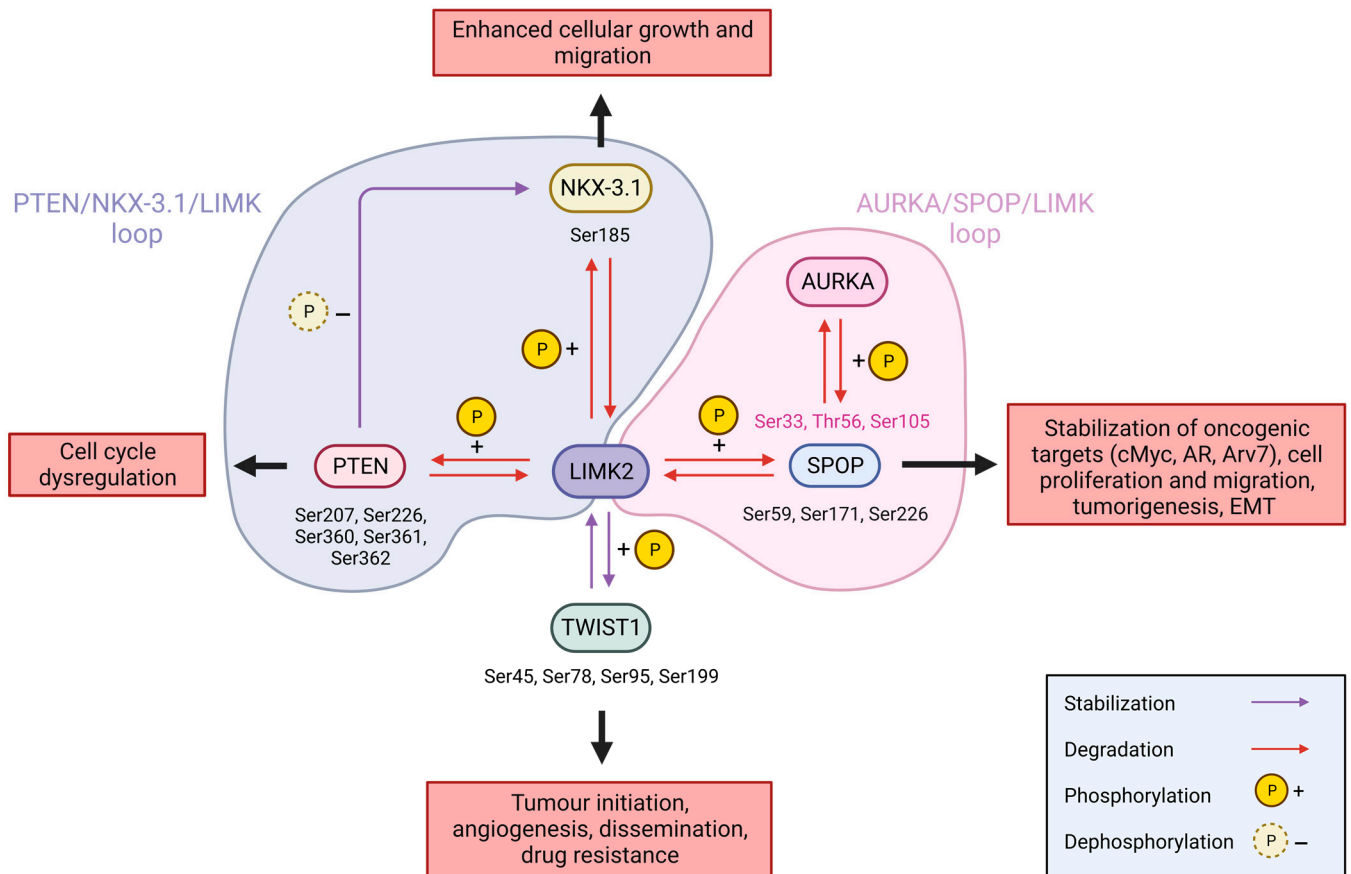 Enhanced cellular growth and
migration
PTEN/NKX-3.1/LIMK
loop
NKX-3.1
Ser185
AURKA/SPOP/LIMK
loop
AURKA
P
–
P +
+ P
P
+
P
+
Ser33, Thr56, Ser105
Cell cycle
dysregulation
PTEN
LIMK2
SPOP
Stabilization of oncogenic
targets (cMyc, AR, Arv7), cell
proliferation and migration,
tumorigenesis, EMT
Ser207, Ser226,
Ser360, Ser361,
Ser362
Ser59, Ser171, Ser226
+ P
TWIST1
Ser45, Ser78, Ser95, Ser199
Tumour initiation,
angiogenesis, dissemination,
drug resistance
Stabilization
Degradation
Phosphorylation P +
Dephosphorylation P –